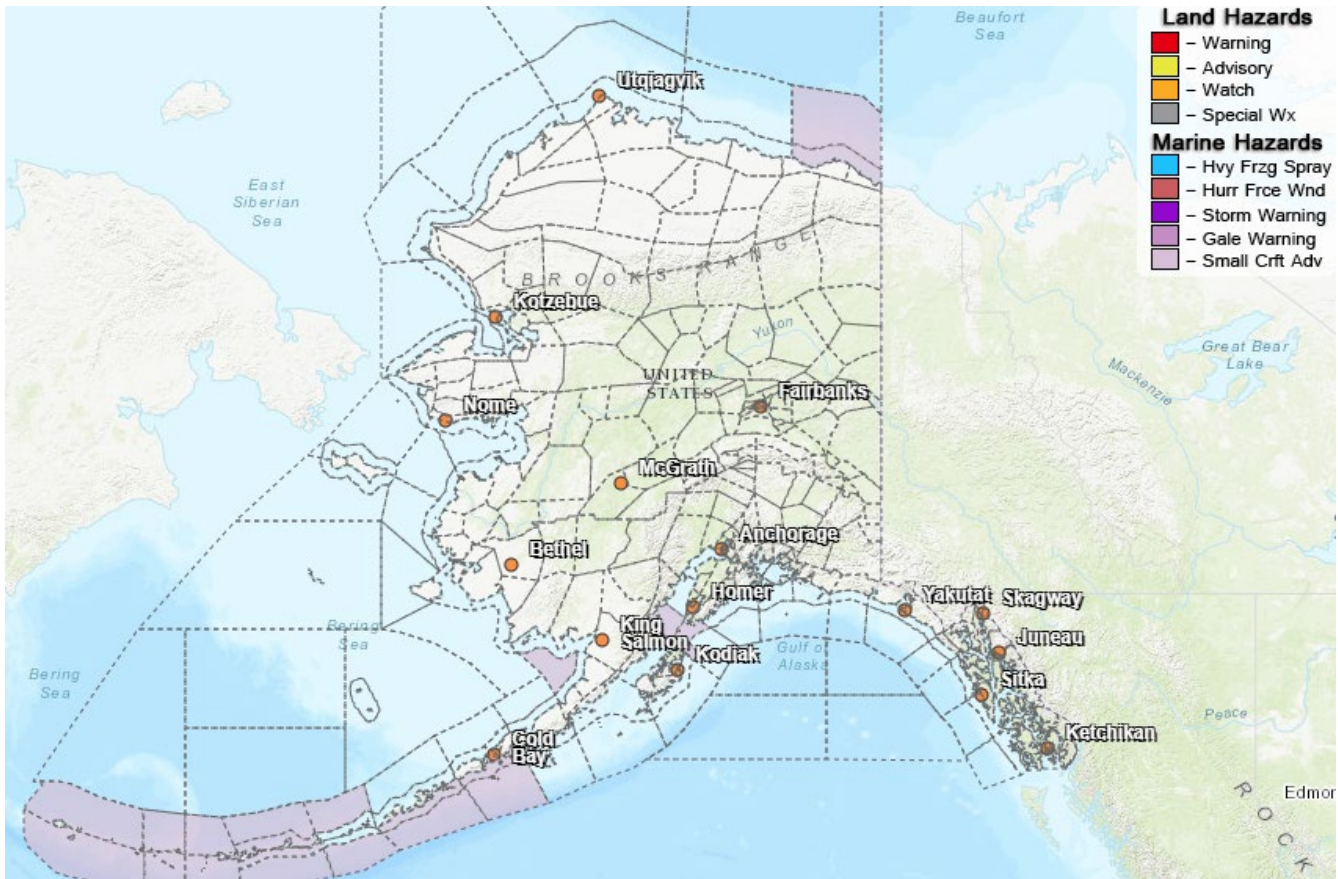 Land Hazards
– Warning
– Advisory
– Watch
– Special Wx
Marine Hazards
– Hvy Frzg Spray
– Hurr Frce Wnd
– Storm Warning
– Gale Warning
– Small Crft Adv
Beaufort
Sea
Utqiagvik
East
Siberian
Sea
BROOKS RANGE
Kotzebue
Yukon
Great Bear
Lake
Mackenzie
UNITED
STATES
Fairbanks
Nome
McGrath
Anchorage
Bethel
Homer
Yakutat
Skagway
King
Salmon
Bering
Sea
Kodiak
Gulf o
Alaska
Juneau
Bering
Sea
Sitka
Peace
Ketchikan
Cold
Bay
Edmor
ROCK